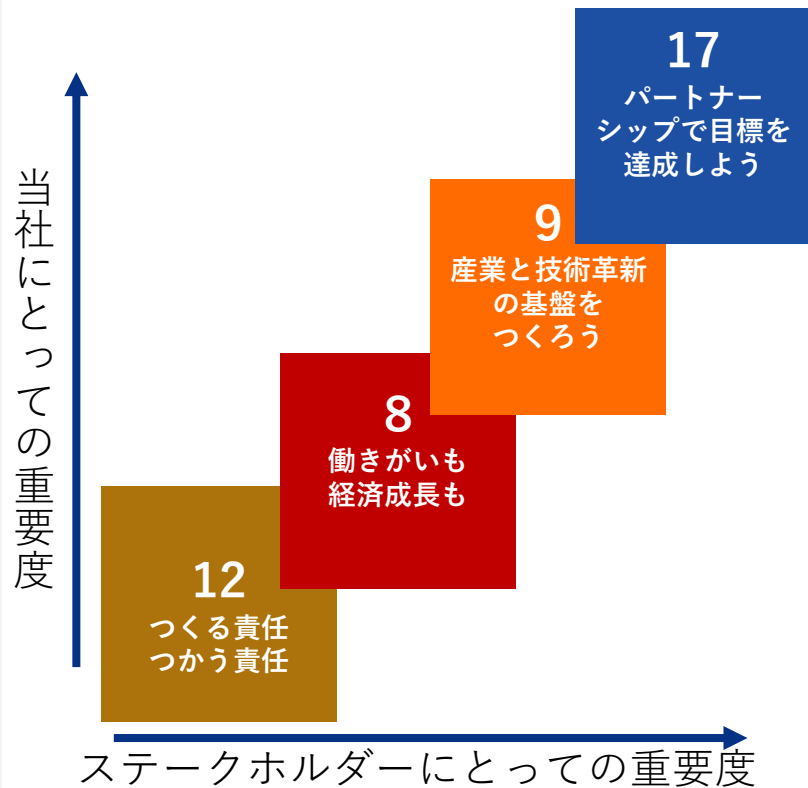 17
パートナー
シップで目標を
達成しよう
9
産業と技術革新
の基盤を
つくろう
8
働きがいも
経済成長も
12
つくる責任
つかう責任
当社にとっての重要度
ステークホルダーにとっての重要度